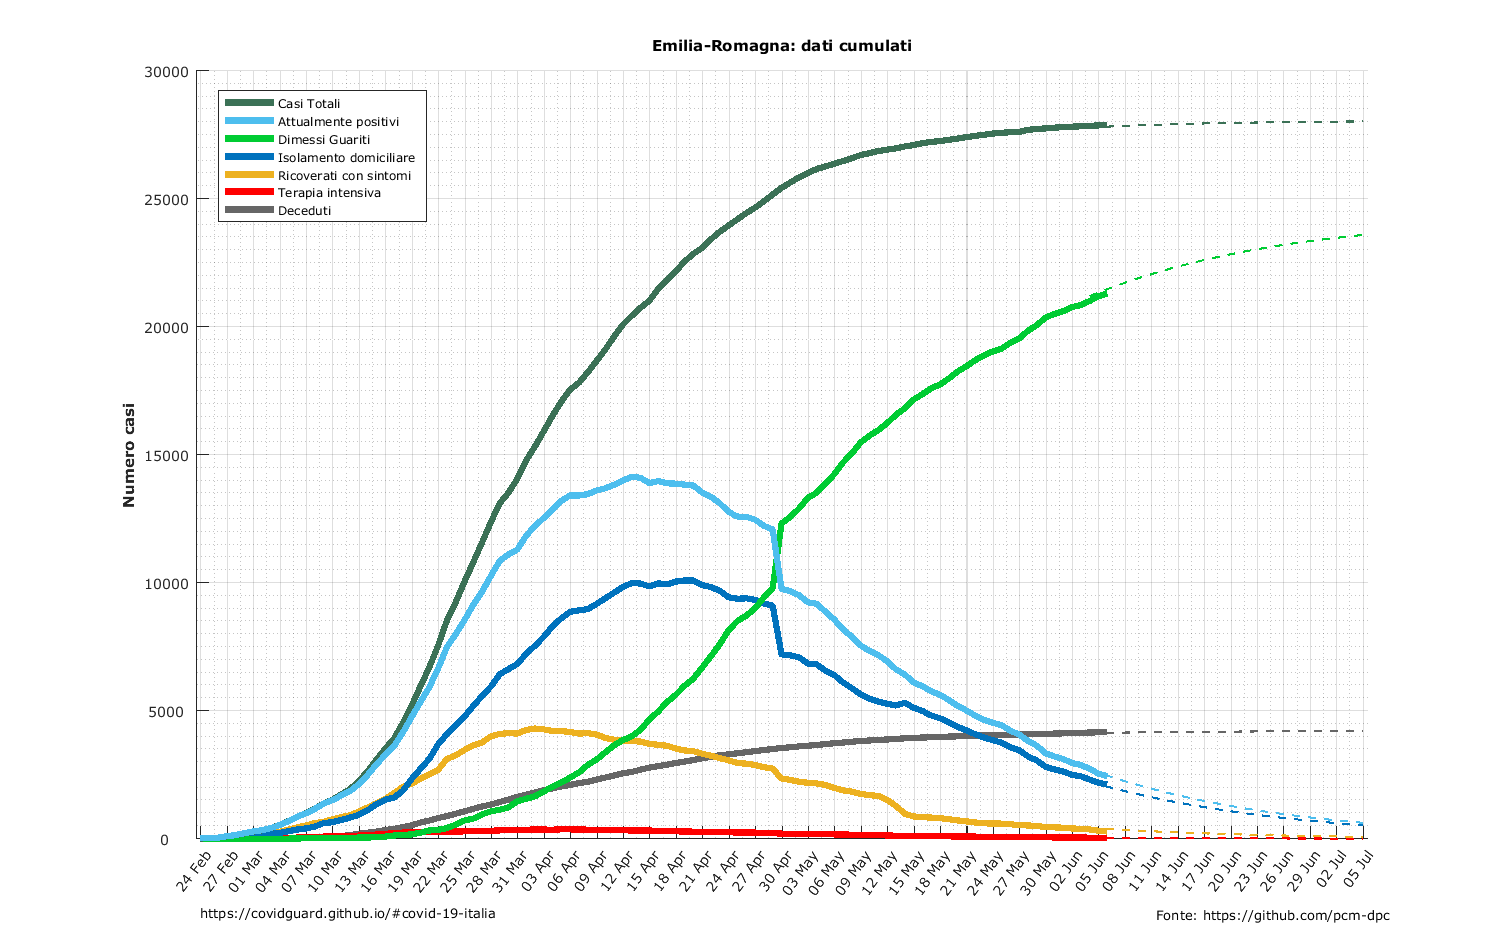 Emilia-Romagna: dati cumulati
30000
25000
20000
15000
10000
5000
0
Numero casi
Casi Totali
Attualmente positivi
Dimessi Guariti
Isolamento domiciliare
Ricoverati con sintomi
Terapia intensiva
Deceduti
24 Feb
27 Feb
01 Mar
04 Mar
07 Mar
10 Mar
13 Mar
16 Mar
19 Mar
22 Mar
25 Mar
28 Mar
31 Mar
03 Apr
06 Apr
09 Apr
12 Apr
15 Apr
18 Apr
21 Apr
24 Apr
27 Apr
30 Apr
03 May
06 May
09 May
12 May
15 May
18 May
21 May
24 May
27 May
30 May
02 Jun
05 Jun
08 Jun
11 Jun
14 Jun
17 Jun
20 Jun
23 Jun
26 Jun
29 Jun
02 Jul
05 Jul
https://covidguard.github.io/#covid-19-italia
Fonte: https://github.com/pcm-dpc